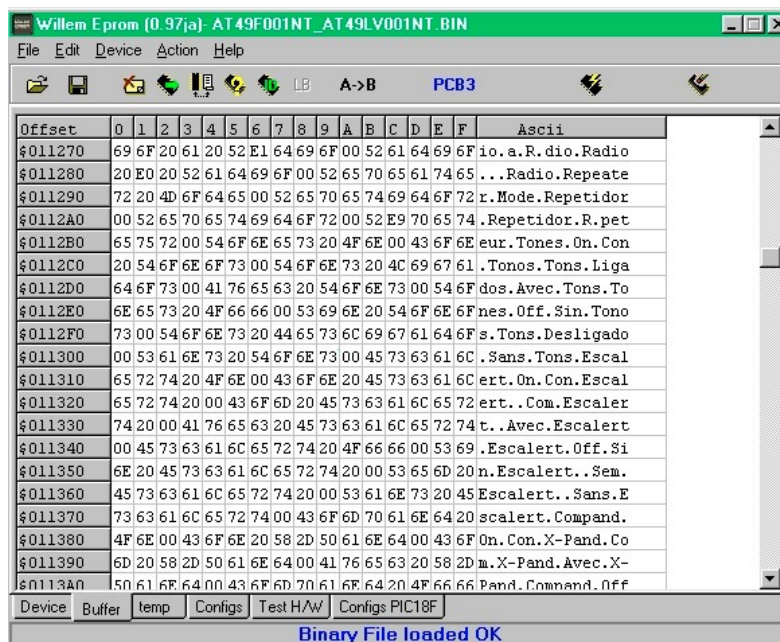 Willem Eprom (0.97ja)- AT49F001NT_AT49LV001NT.BIN
File Edit Device Action Help
LB A->B PCB3
Offset 0 1 2 3 4 5 6 7 8 9 A B C D E F Ascii
$011270 69 6F 20 61 20 52 E1 64 69 6F 00 52 61 64 69 6F io.a.R.dio.Radio
$011280 20 E0 20 52 61 64 69 6F 00 52 65 70 65 61 74 65 ...Radio.Repeate
$011290 72 20 4D 6F 64 65 00 52 65 70 65 74 69 64 6F 72 r.Mode.Repetidor
$0112A0 00 52 65 70 65 74 69 64 6F 72 00 52 E9 70 65 74 .Repetidor.R.pet
$0112B0 65 75 72 00 54 6F 6E 65 73 20 4F 6E 00 43 6F 6E eur.Tones.On.Con
$0112C0 20 54 6F 6E 6F 73 00 54 6F 6E 73 20 4C 69 67 61 .Tonos.Tons.Liga
$0112D0 64 6F 73 00 41 76 65 63 20 54 6F 6E 73 00 54 6F dos.Avec.Tons.To
$0112E0 6E 65 73 20 4F 66 66 00 53 69 6E 20 54 6F 6E 6F nes.Off.Sin.Tono
$0112F0 73 00 54 6F 6E 73 20 44 65 73 6C 69 67 61 64 6F s.Tons.Desligado
$011300 00 53 61 6E 73 20 54 6F 6E 73 00 45 73 63 61 6C .Sans.Tons.Escal
$011310 65 72 74 20 4F 6E 00 43 6F 6E 20 45 73 63 61 6C ert.On.Con.Escal
$011320 65 72 74 20 00 43 6F 6D 20 45 73 63 61 6C 65 72 ert..Com.Escaler
$011330 74 20 00 41 76 65 63 20 45 73 63 61 6C 65 72 74 t..Avec.Escalert
$011340 00 45 73 63 61 6C 65 72 74 20 4F 66 66 00 53 69 .Escalert.Off.Si
$011350 6E 20 45 73 63 61 6C 65 72 74 20 00 53 65 6D 20 n.Escalert..Sem.
$011360 45 73 63 61 6C 65 72 74 20 00 53 61 6E 73 20 45 Escalert..Sans.E
$011370 73 63 61 6C 65 72 74 00 43 6F 6D 70 61 6E 64 20 scalert.Compand.
$011380 4F 6E 00 43 6F 6E 20 58 2D 50 61 6E 64 00 43 6F On.Con.X-Pand.Co
$011390 6D 20 58 2D 50 61 6E 64 00 41 76 65 63 20 58 2D m.X-Pand.Avec.X-
$0113A0 50 61 6E 64 00 43 6F 6D 70 61 6E 64 20 4F 66 66 Pand.Compand.Off
Device Buffer temp Configs Test H/W Configs PIC18F
Binary File loaded OK